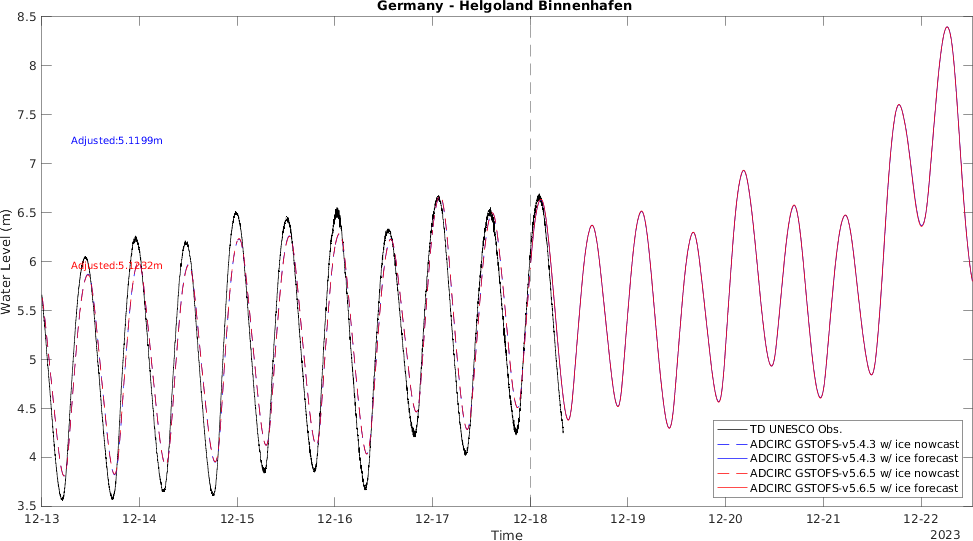 Germany - Helgoland Binnenhafen
8.5
8
7.5
7
6.5
6
5.5
5
4.5
4
3.5
Water Level (m)
Adjusted:5.1199m
Adjusted:5.1232m
TD UNESCO Obs.
ADCIRC GSTOFS-v5.4.3 w/ ice nowcast
ADCIRC GSTOFS-v5.4.3 w/ ice forecast
ADCIRC GSTOFS-v5.6.5 w/ ice nowcast
ADCIRC GSTOFS-v5.6.5 w/ ice forecast
12-13 12-14 12-15 12-16 12-17 12-18 12-19 12-20 12-21 12-22
Time
2023